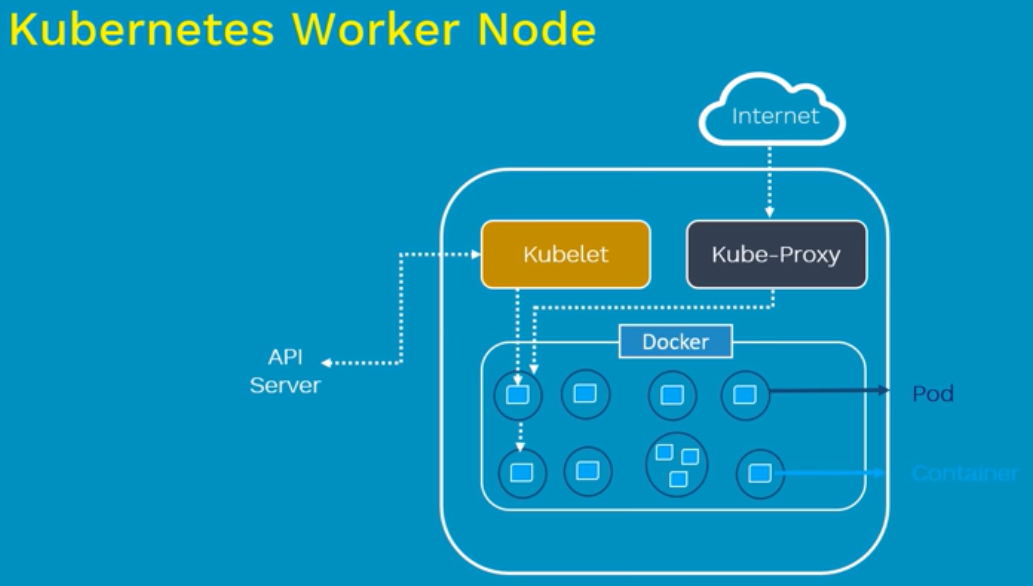 Kubernetes Worker Node
Internet
Kubelet
Kube-Proxy
Docker
API
Server
Pod
Container